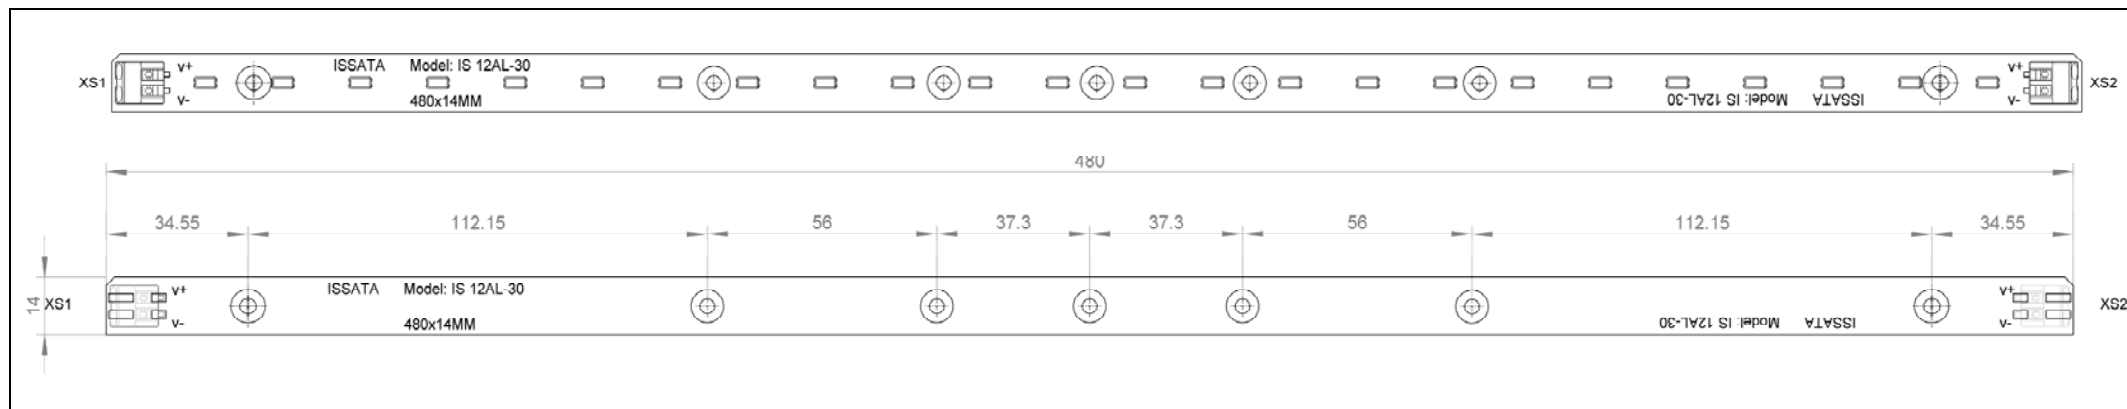 V+
ISSATA Model: IS 12AL-30
V+
XS1
XS2
V-
480x14MM
ISSATA Model: IS 12AL-30
V-
480
34.55 112.15 56 37.3 37.3 56 112.15 34.55
V+
ISSATA Model: IS 12AL-30
V+
14
XS1
XS2
V-
480x14MM
ISSATA Model: IS 12AL-30
V-